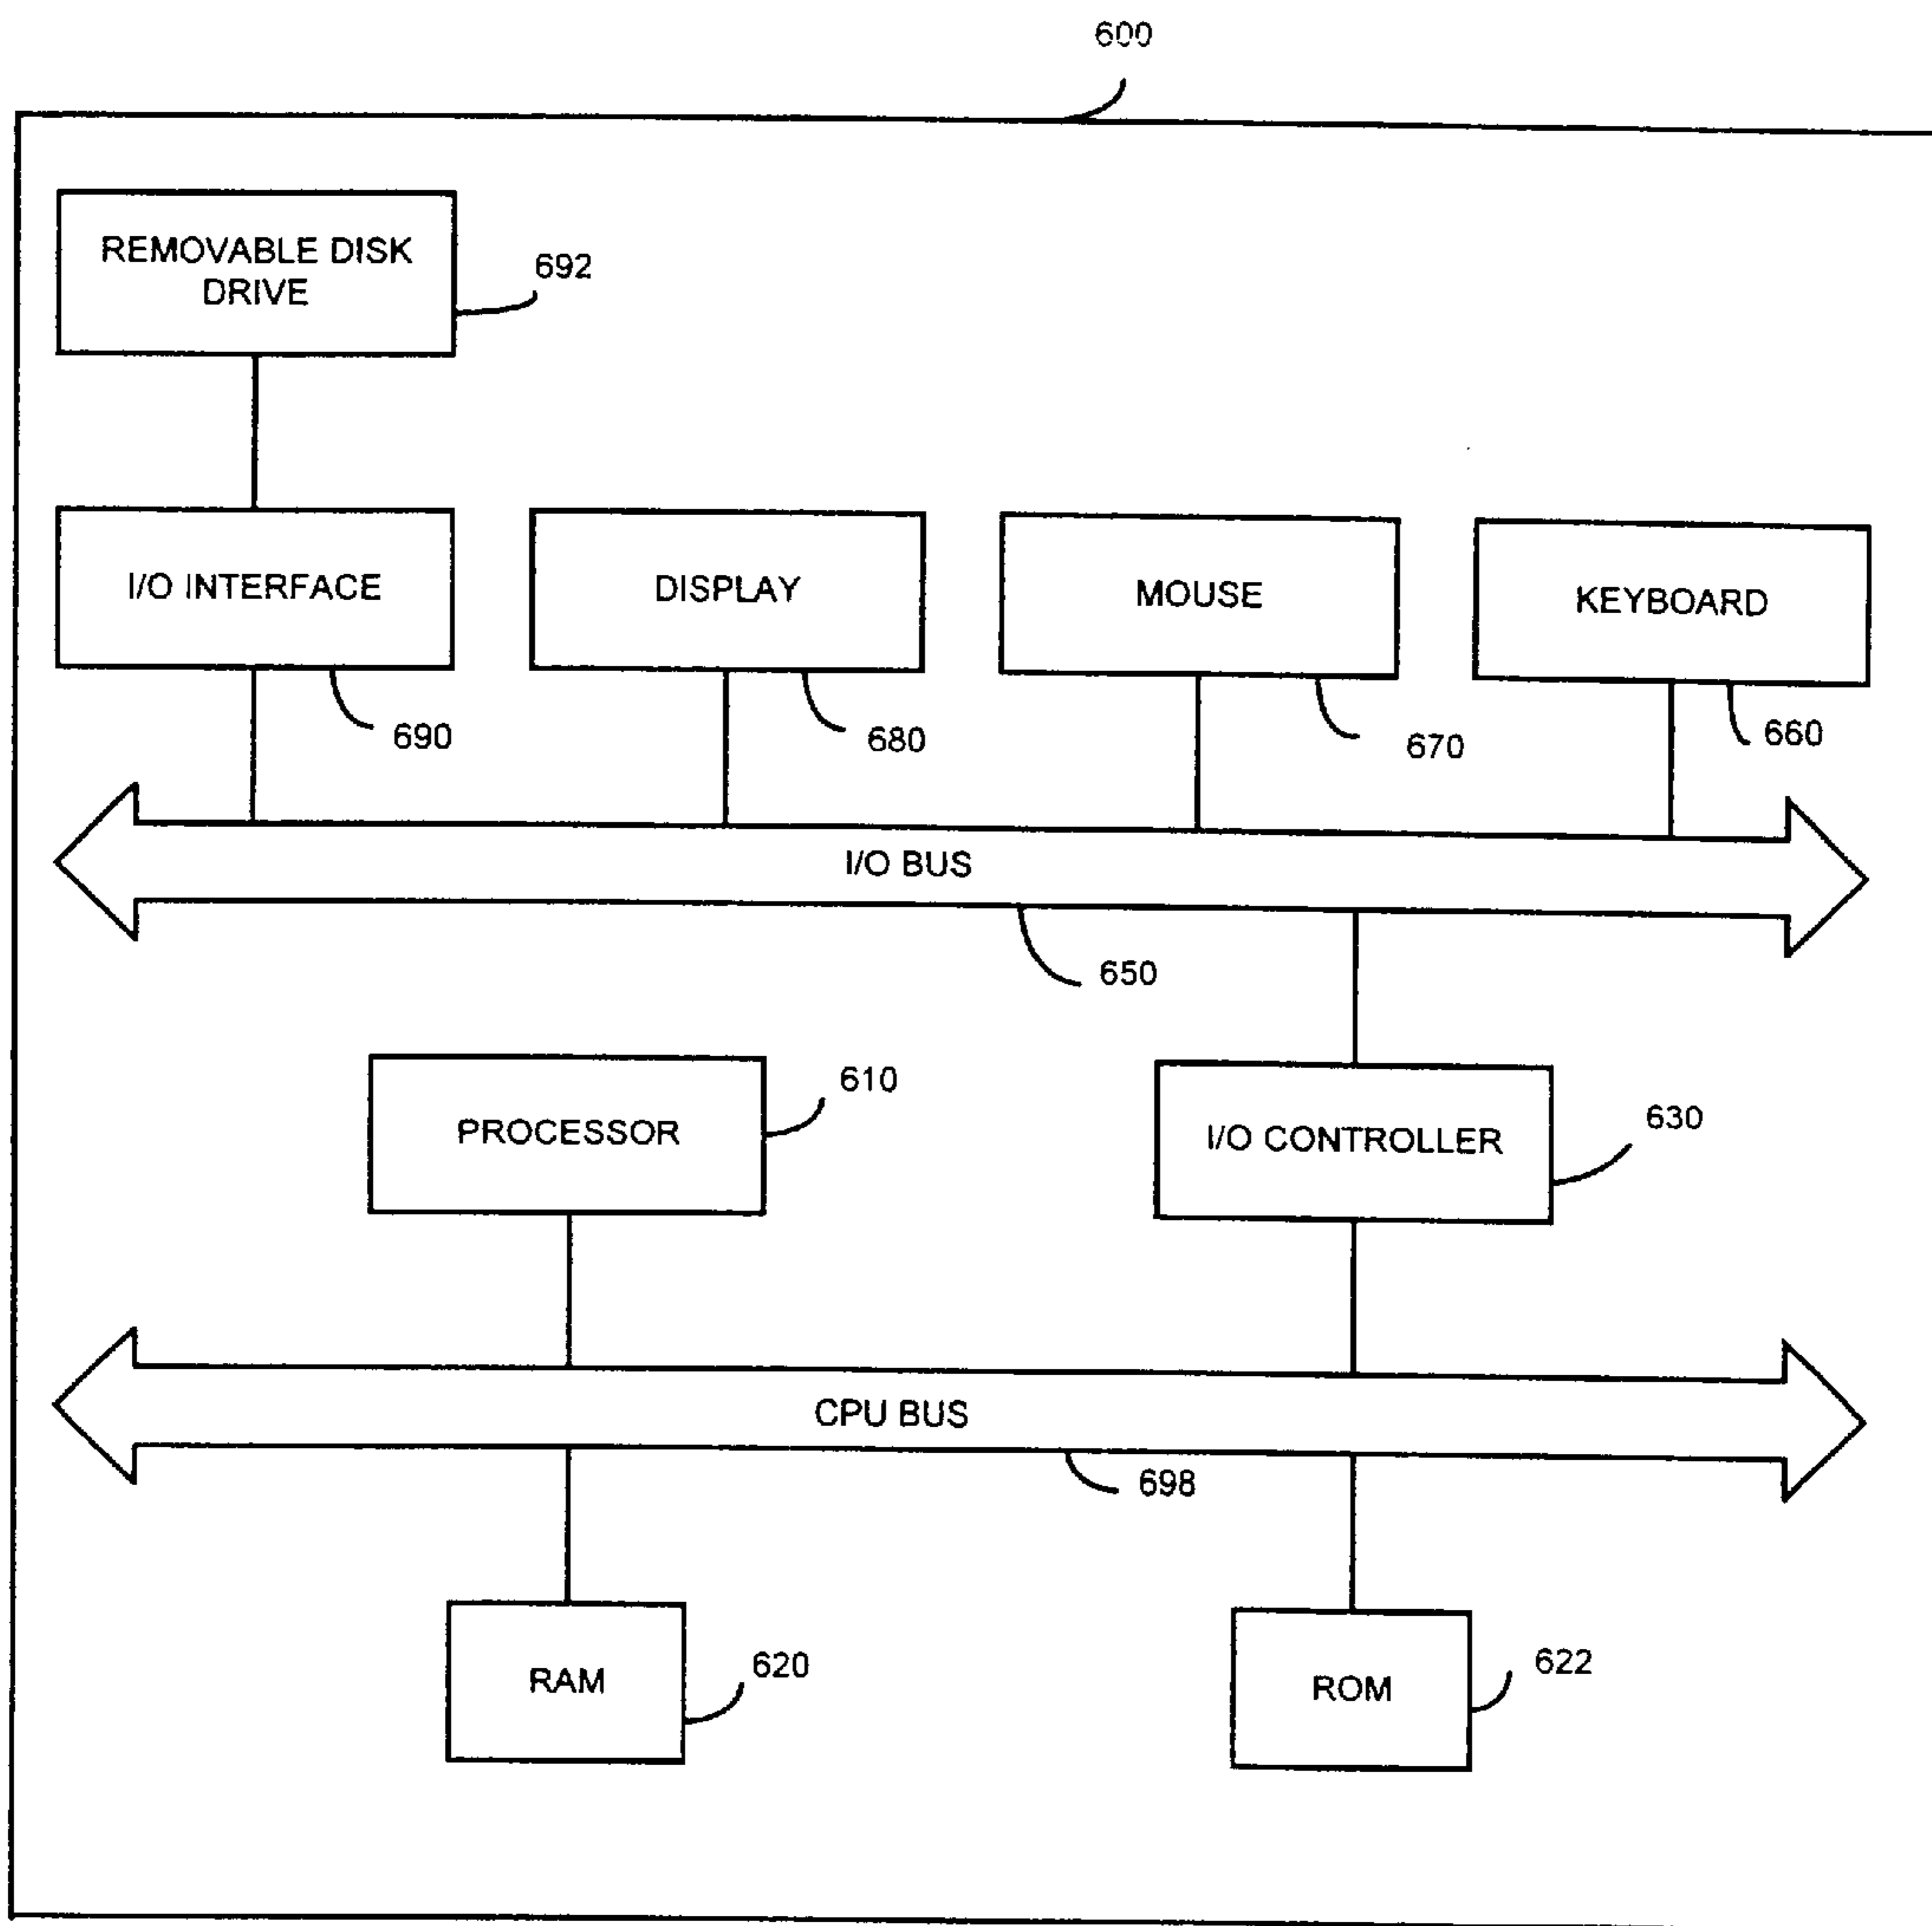 600
REMOVABLE DISK
DRIVE
692
I/O INTERFACE
DISPLAY
MOUSE
KEYBOARD
690
680
670
660
I/O BUS
650
PROCESSOR
610
I/O CONTROLLER
630
CPU BUS
698
RAM
620
ROM
622